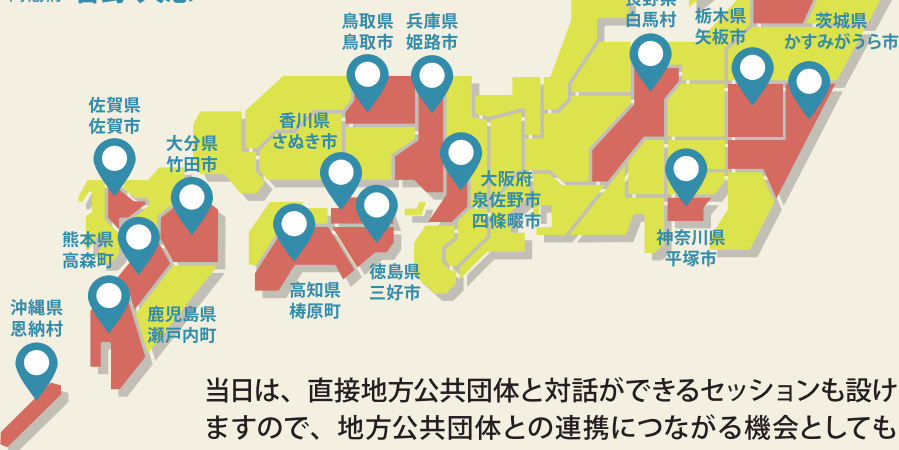 鳥取県
鳥取市
兵庫県
姫路市
白馬村
栃木県
矢板市
茨城県
かすみがうら市
佐賀県
佐賀市
大分県
竹田市
香川県
さぬき市
大阪府
泉佐野市
四條畷市
熊本県
高森町
神奈川県
平塚市
徳島県
三好市
高知県
梼原町
沖縄県
恩納村
鹿児島県
瀬戸内町
当日は、直接地方公共団体と対話ができるセッションも設け
ますので、地方公共団体との連携につながる機会としても